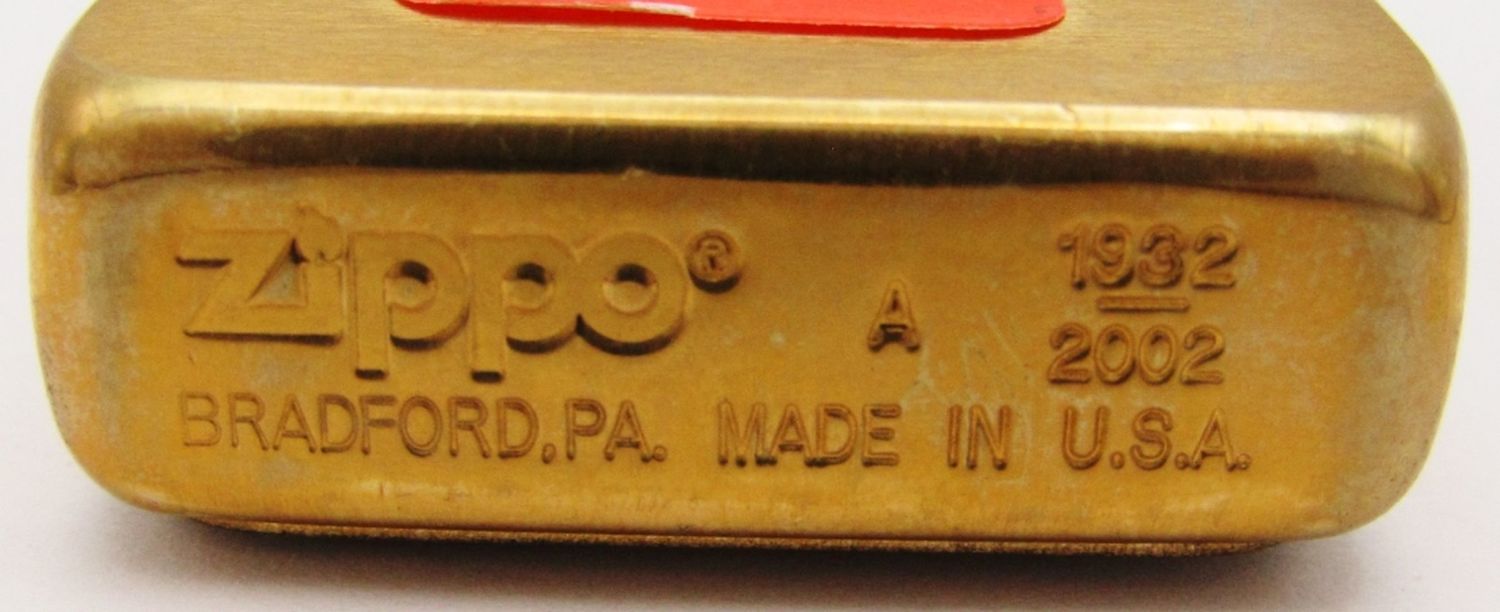 Zippo®
A
1932
2002
BRADFORD, PA. MADE IN U.S.A.